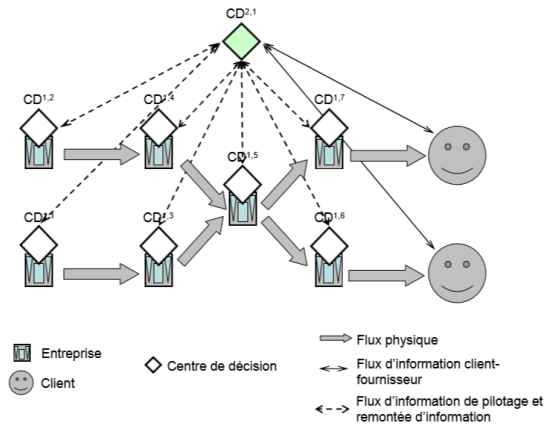 CD2,1
CD1,2
CD1,4
CD1,7
CD1,5
CD1,1
CD1,3
CD1,6
Entreprise
Client
Centre de décision
Flux physique
Flux d'information client-
fournisseur
Flux d'information de pilotage et
remontée d'information